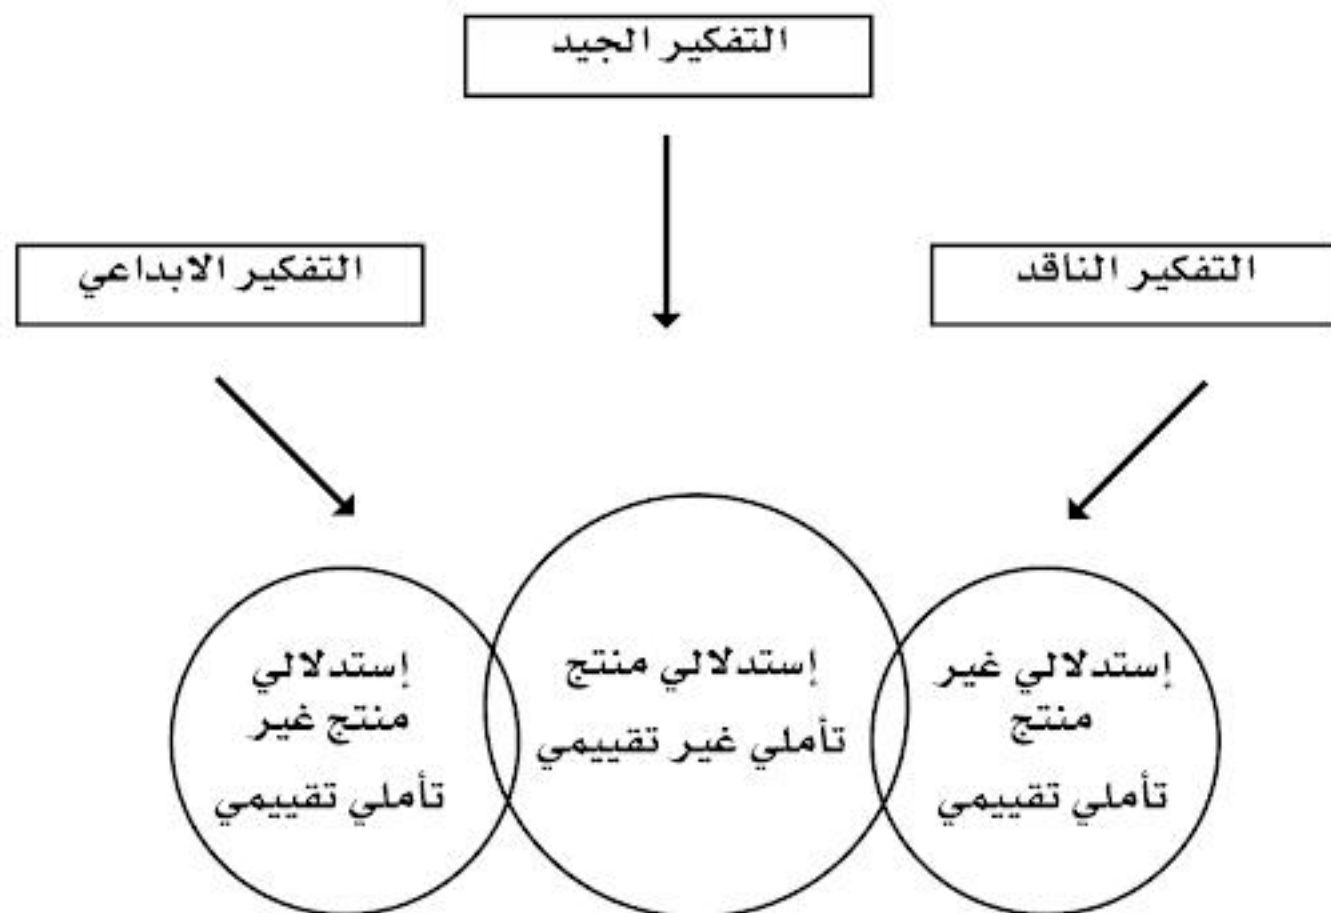 التفكير الجيد
التفكير الناقد
التفكير الابداعي
إستدلالي غير
منتج
تأملي تقييمي
إستدلالي منتج
تأملي غير تقييمي
إستدلالي
منتج غير
تأملي تقييمي